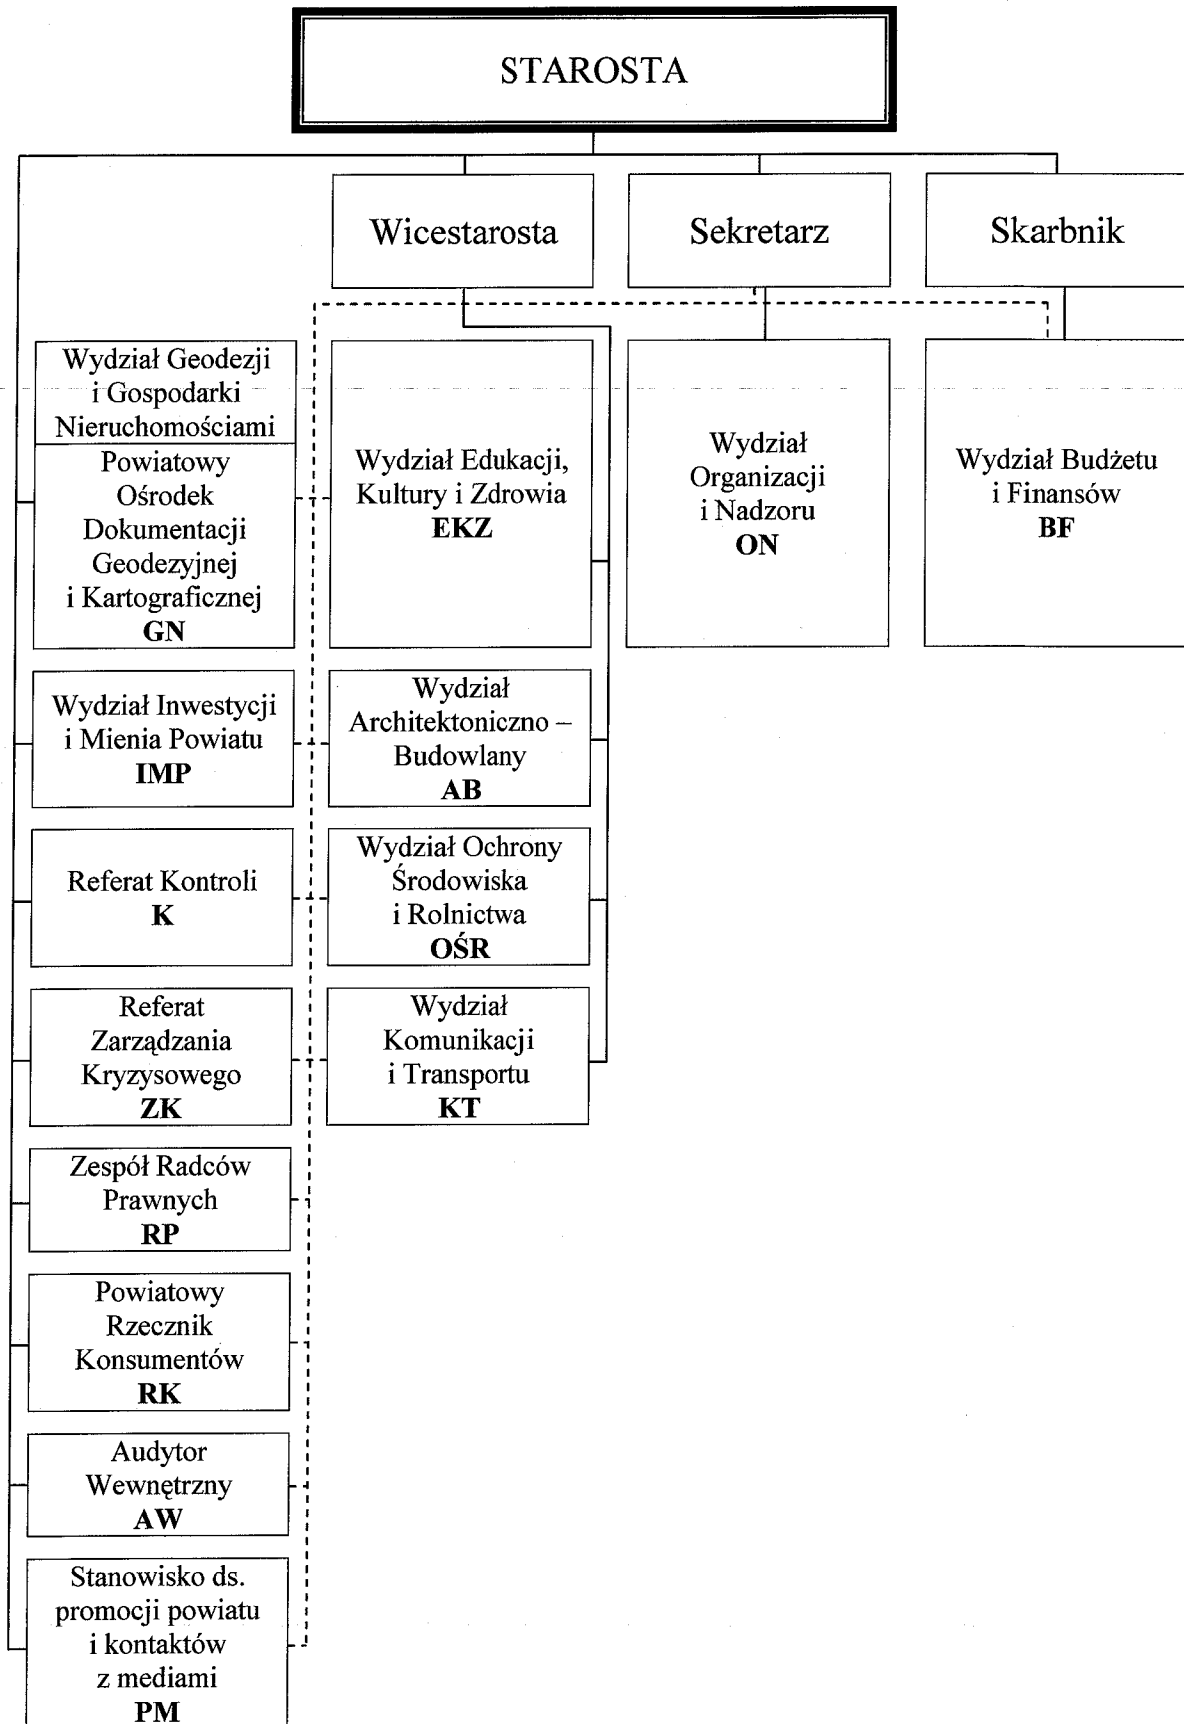 STAROSTA
Wicestarosta
Sekretarz
Skarbnik
Wydział Geodezji
i Gospodarki
Nieruchomościami
Powiatowy
Ośrodek
Dokumentacji
Geodezyjnej
i Kartograficznej
GN
Wydział Edukacji,
Kultury i Zdrowia
EKZ
Wydział
Organizacji
i Nadzoru
ON
Wydział Budżetu
i Finansów
BF
Wydział Inwestycji
i Mienia Powiatu
IMP
Wydział
Architektoniczno –
Budowlany
AB
Referat Kontroli
K
Wydział Ochrony
Środowiska
i Rolnictwa
OŚR
Referat
Zarządzania
Kryzysowego
ZK
Wydział
Komunikacji
i Transportu
KT
Zespół Radców
Prawnych
RP
Powiatowy
Rzecznik
Konsumentów
RK
Audytor
Wewnętrzny
AW
Stanowisko ds.
promocji powiatu
i kontaktów
z mediami
PM